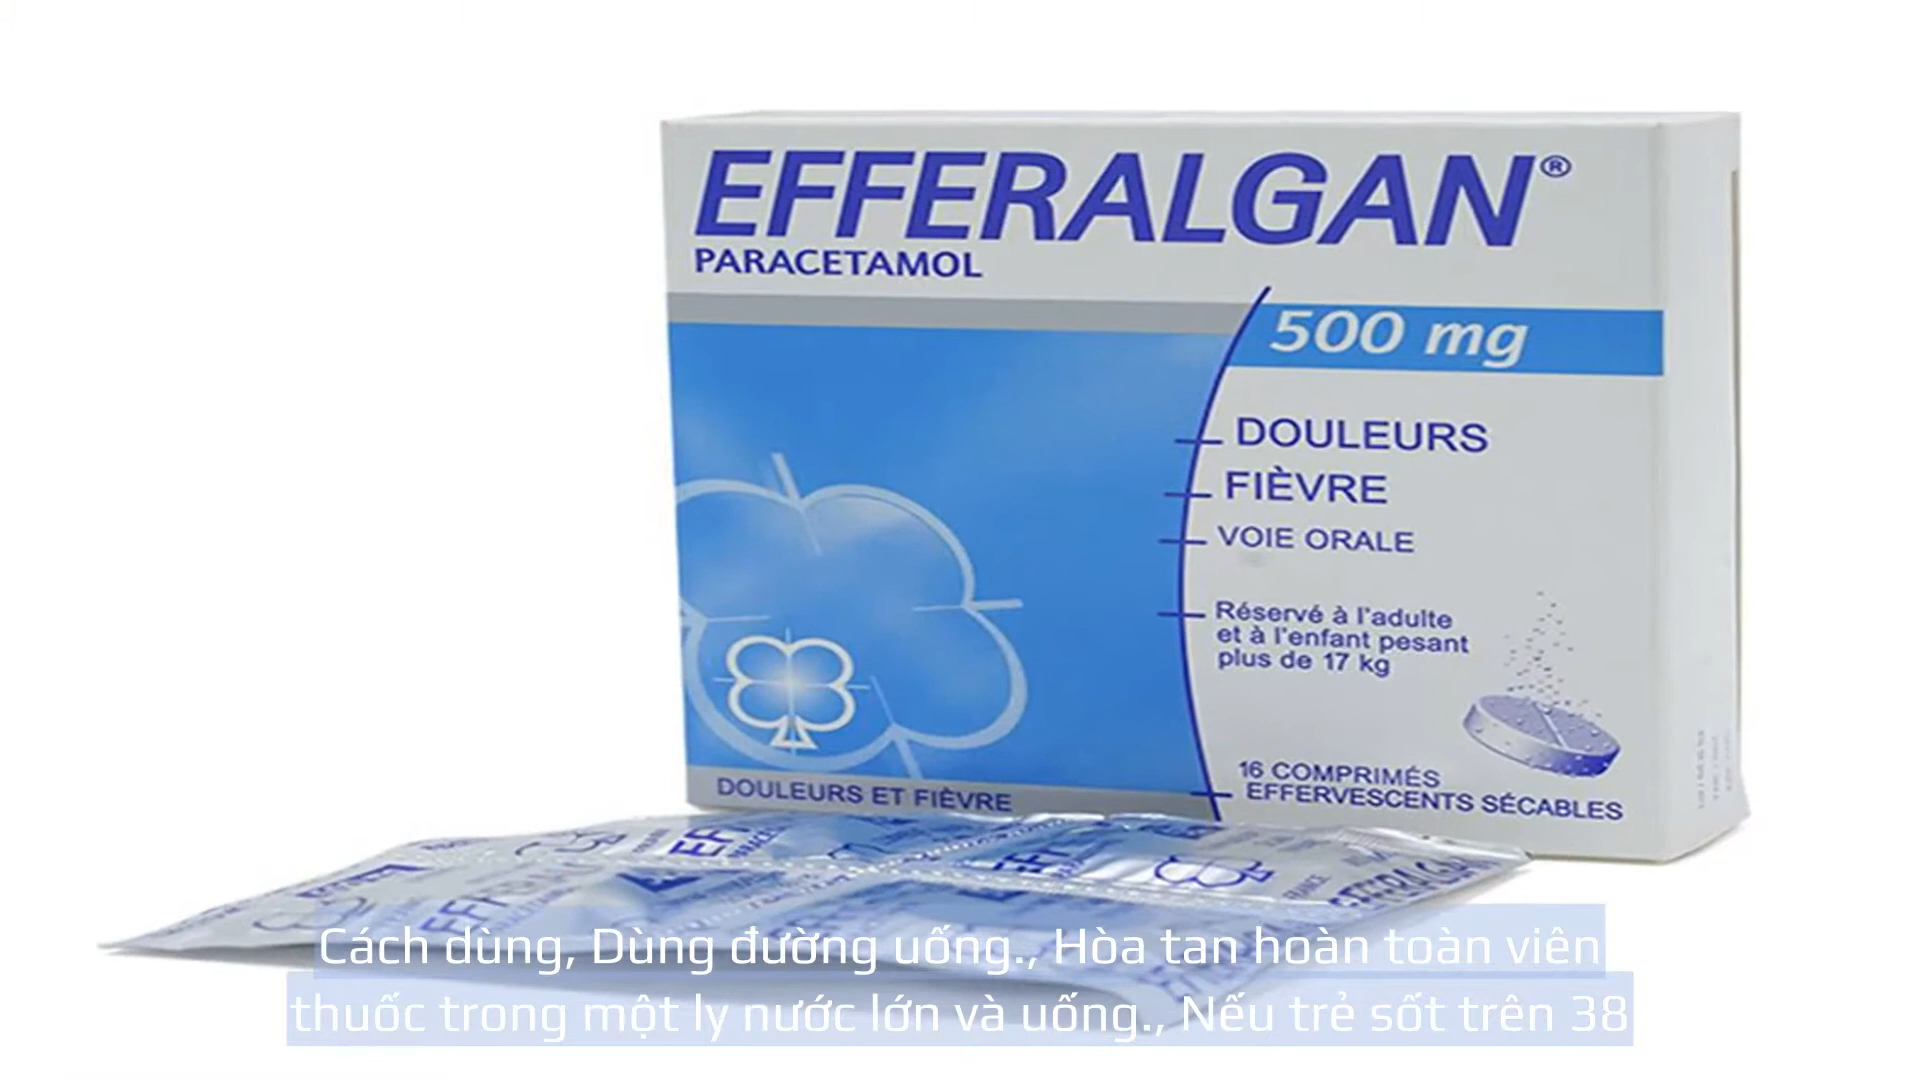 EFFERALGAN®
PARACETAMOL
500 mg
DOULEURS
FIÈVRE
VOIE ORALE
Réservé à l'adulte
et à l'enfant pesant
plus de 17 kg
16 COMPRIMÉS
EFFERVESCENTS SÉCABLES
DOULEURS ET FIÈVRE
Cách dùng, Dùng đường uống., Hòa tan hoàn toàn viên
thuốc trong một ly nước lớn và uống., Nếu trẻ sốt trên 38